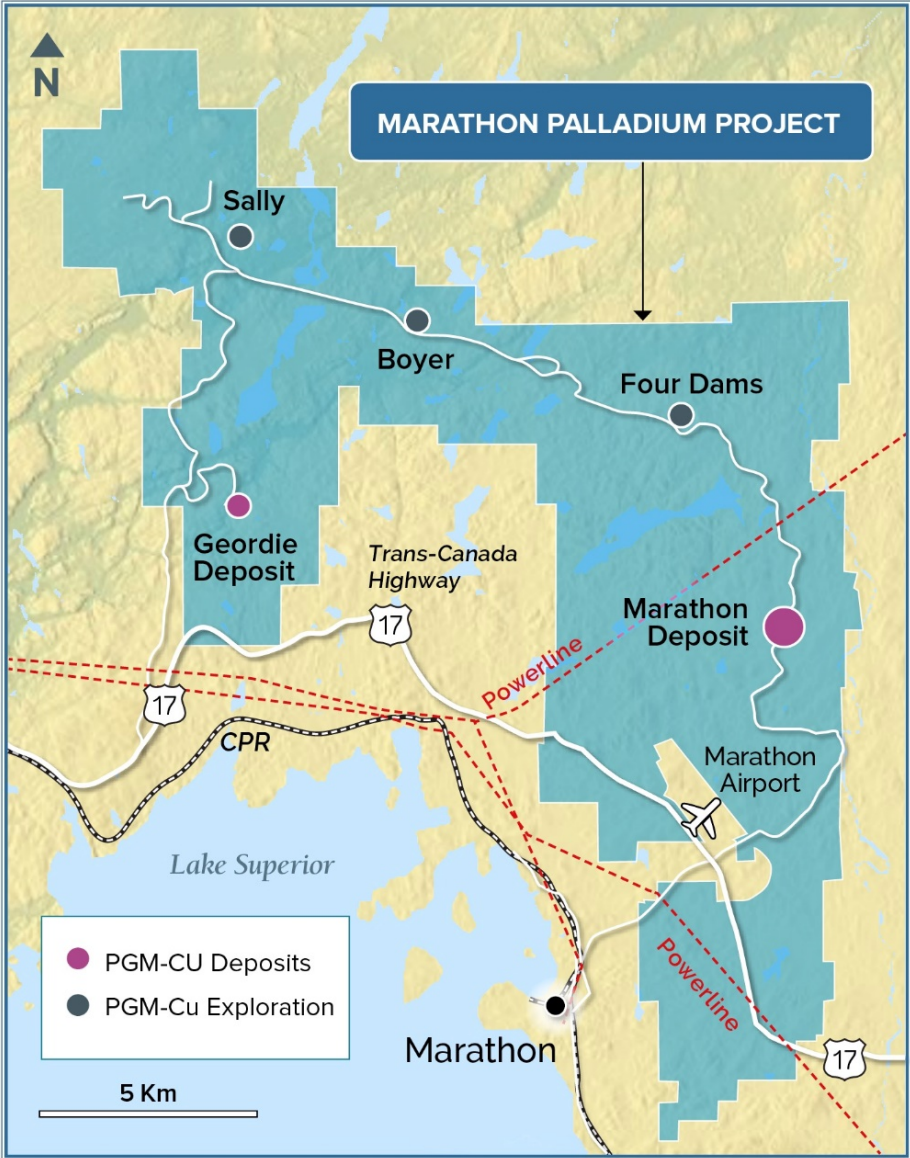 N
MARATHON PALLADIUM PROJECT
Sally
Boyer
Four Dams
Geordie
Deposit
Trans-Canada
Highway
17
Marathon
Deposit
Powerline
17
CPR
Marathon
Airport
Lake Superior
PGM-CU Deposits
PGM-Cu Exploration
Powerline
Marathon
17
5 Km